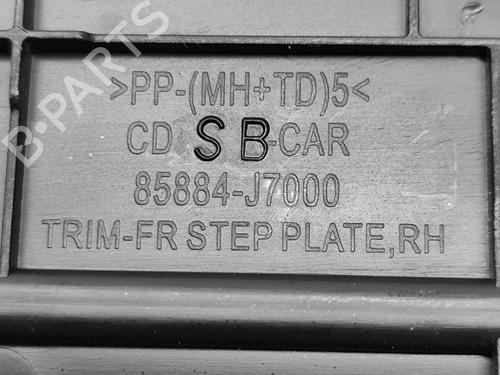 B-PARTS
>PP-(MH+TD)5<
CD SB-CAR
85884-J7000
TRIM-FR STEP PLATE,RH